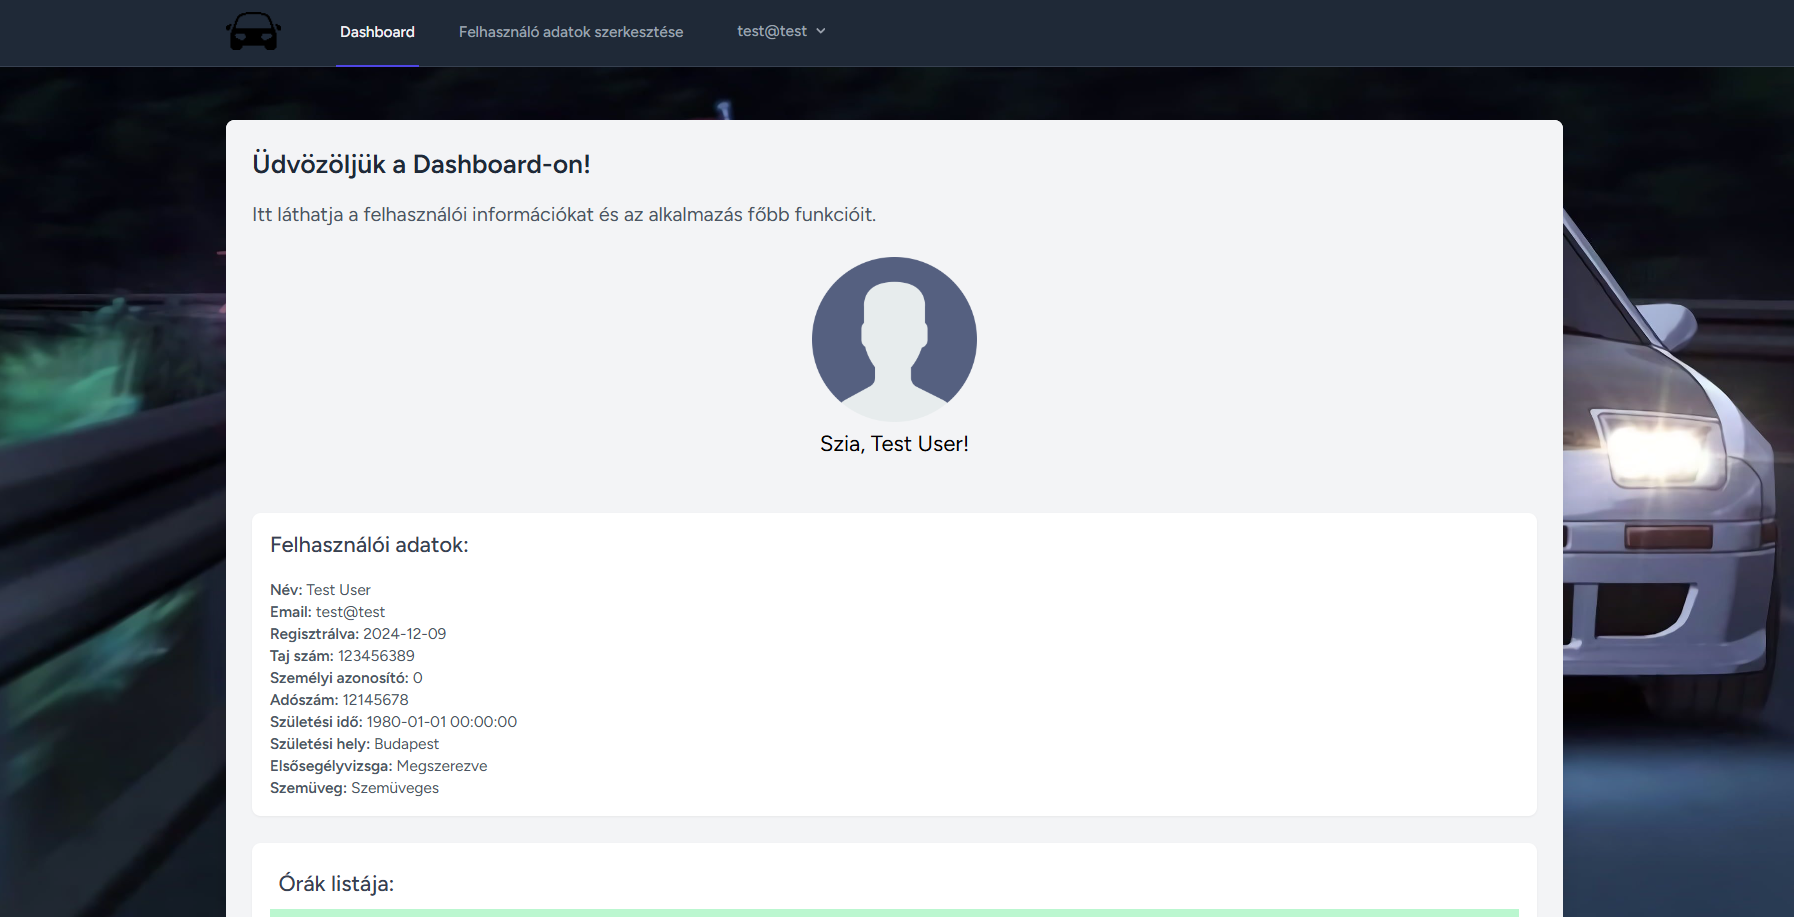 Dashboard
Felhasználó adatok szerkesztése
test@test
Üdvözöljük a Dashboard-on!
Itt láthatja a felhasználói információkat és az alkalmazás főbb funkcióit.
Szia, Test User!
Felhasználói adatok:
Név: Test User
Email: test@test
Regisztrálva: 2024-12-09
Taj szám: 123456389
Személyi azonosító: 0
Adószám: 12145678
Születési idő: 1980-01-01 00:00:00
Születési hely: Budapest
Elsősegélyvizsga: Megszerezve
Szemüveg: Szemüveges
Órák listája: